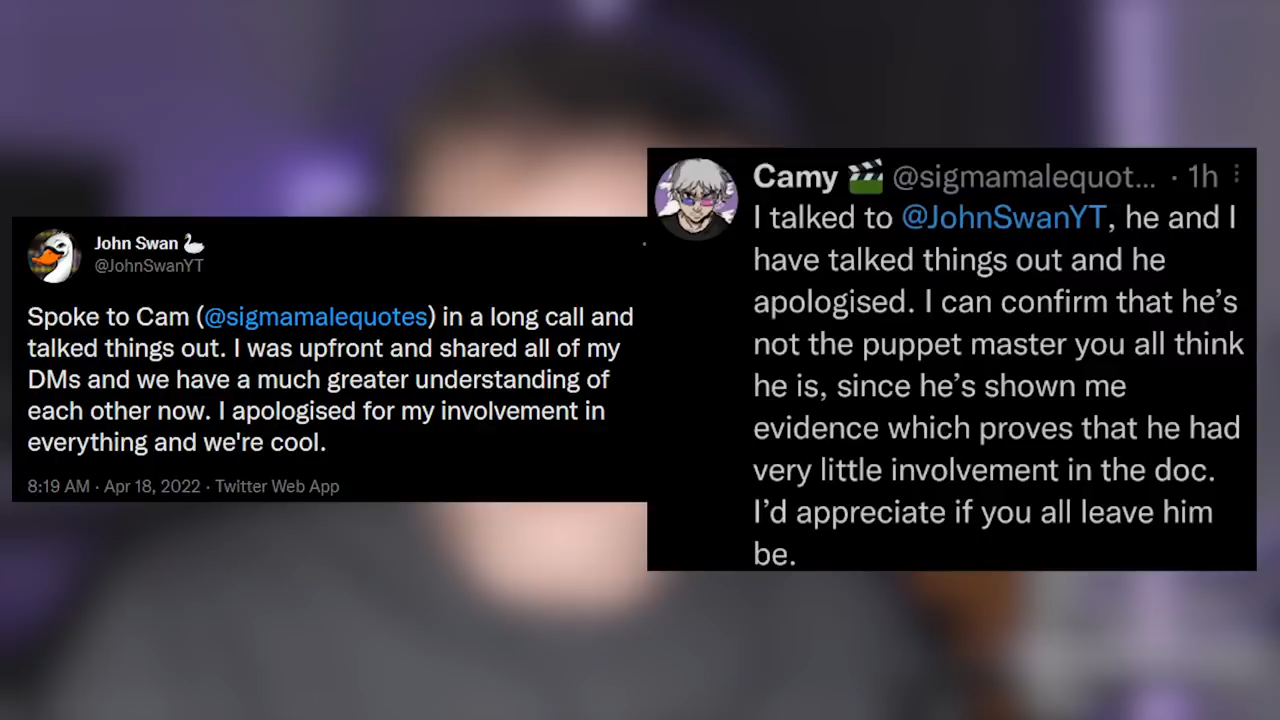 John Swan 🦢
@JohnSwanYT
Spoke to Cam (@sigmamalequotes) in a long call and
talked things out. I was upfront and shared all of my
DMs and we have a much greater understanding of
each other now. I apologised for my involvement in
everything and we're cool.
8:19 AM · Apr 18, 2022 · Twitter Web App
Camy 🎬 @sigmamalequot... · 1h
I talked to @JohnSwanYT, he and I
have talked things out and he
apologised. I can confirm that he's
not the puppet master you all think
he is, since he's shown me
evidence which proves that he had
very little involvement in the doc.
I'd appreciate if you all leave him
be.